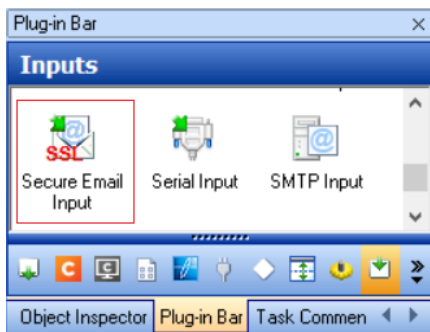 Plug-in Bar
Inputs
SSL
Secure Email Input
Serial Input
SMTP Input
Object Inspector
Plug-in Bar
Task Commen